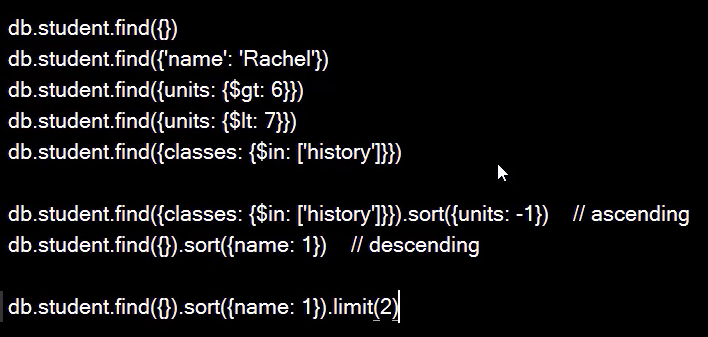 db.student.find({})
db.student.find({'name': 'Rachel'})
db.student.find({units: {$gt: 6}})
db.student.find({units: {$lt: 7}})
db.student.find({classes: {$in: ['history']}})
db.student.find({classes: {$in: ['history']}}).sort({units: -1}) // ascending
db.student.find({}).sort({name: 1}) // descending
db.student.find({}).sort({name: 1}).limit(2)